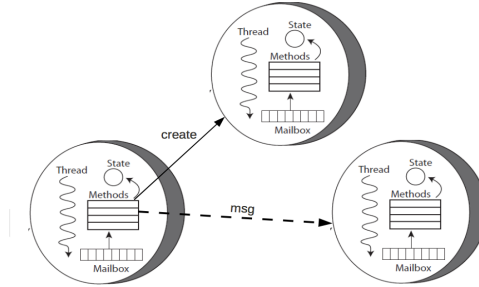 State
Thread
Methods
Mailbox
create
State
Thread
Methods
msg
Mailbox
State
Thread
Methods
Mailbox